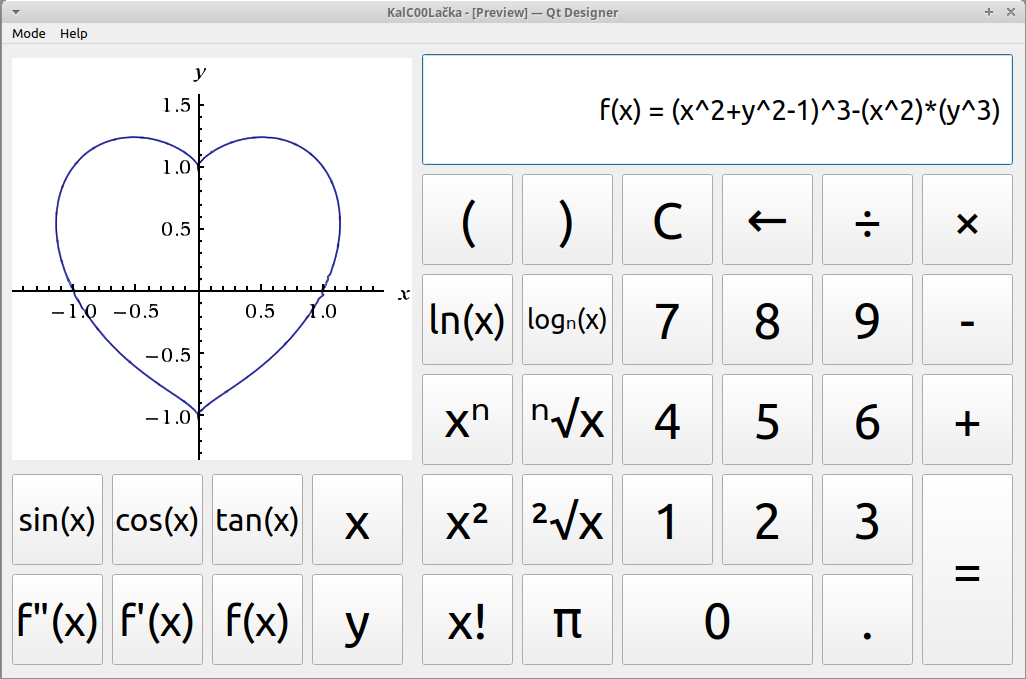 KalC00Lačka - [Preview] — Qt Designer
Mode Help
y
1.5
1.0
0.5
−1.0 −0.5 0.5 1.0 x
−0.5
−1.0
f(x) = (x^2+y^2-1)^3-(x^2)*(y^3)
( ) C ← ÷ ×
ln(x) logₙ(x) 7 8 9 -
xⁿ ⁿ√x 4 5 6 +
sin(x) cos(x) tan(x) x x² ²√x 1 2 3 =
f"(x) f'(x) f(x) y x! π 0 .